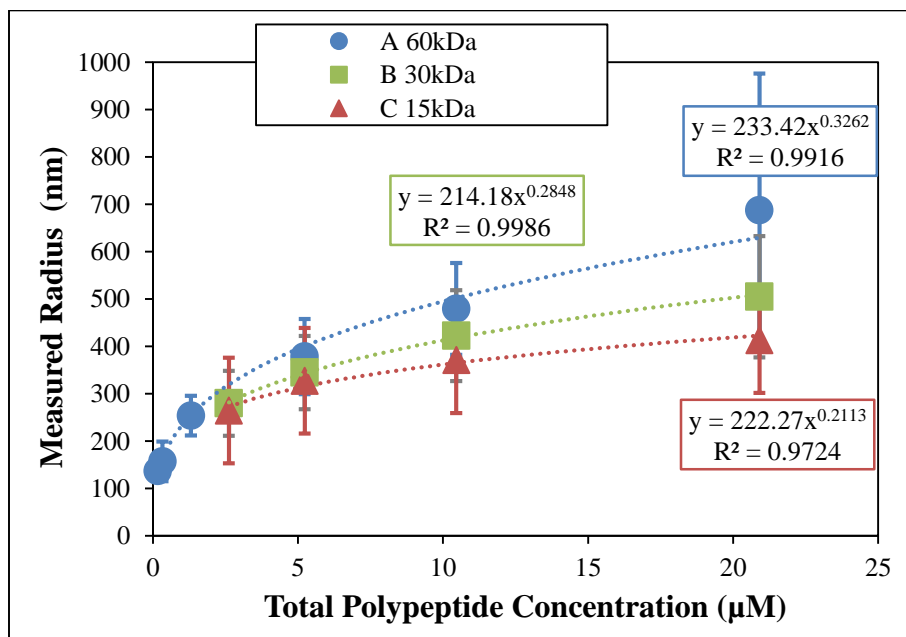 A 60kDa
B 30kDa
C 15kDa
1000
900
800
700
600
500
400
300
200
100
0
Measured Radius (nm)
y = 233.42x^0.3262
R² = 0.9916
y = 214.18x^0.2848
R² = 0.9986
y = 222.27x^0.2113
R² = 0.9724
0 5 10 15 20 25
Total Polypeptide Concentration (µM)